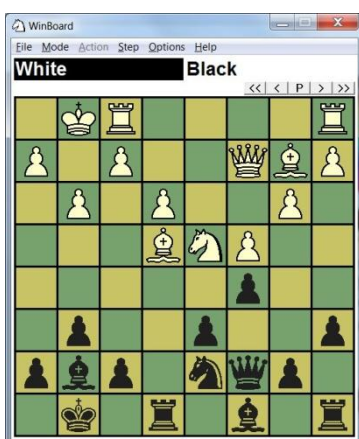 WinBoard
File Mode Action Step Options Help
White Black
<< < P > >>